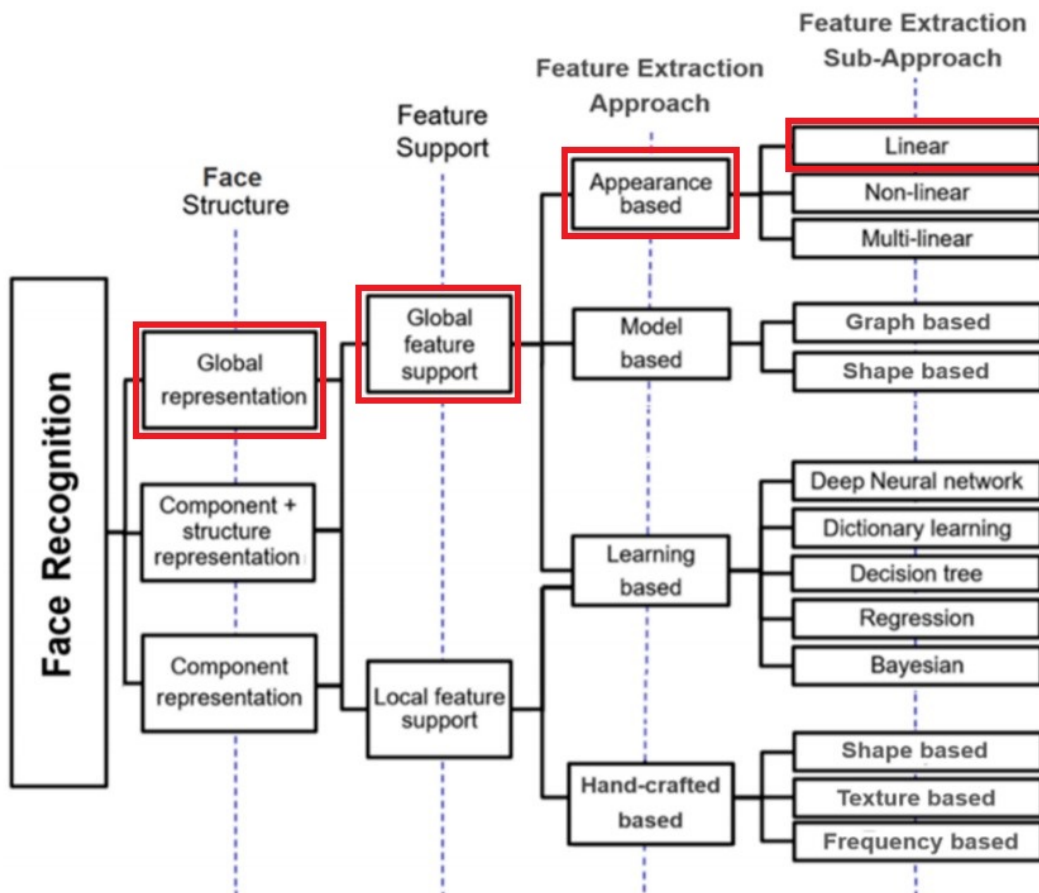 Feature Extraction
Sub-Approach
Feature Extraction
Approach
Feature
Support
Face
Structure
Face Recognition
Global
representation
Component +
structure
representation
Component
representation
Global
feature
support
Local feature
support
Appearance
based
Model
based
Learning
based
Hand-crafted
based
Linear
Non-linear
Multi-linear
Graph based
Shape based
Deep Neural network
Dictionary learning
Decision tree
Regression
Bayesian
Shape based
Texture based
Frequency based